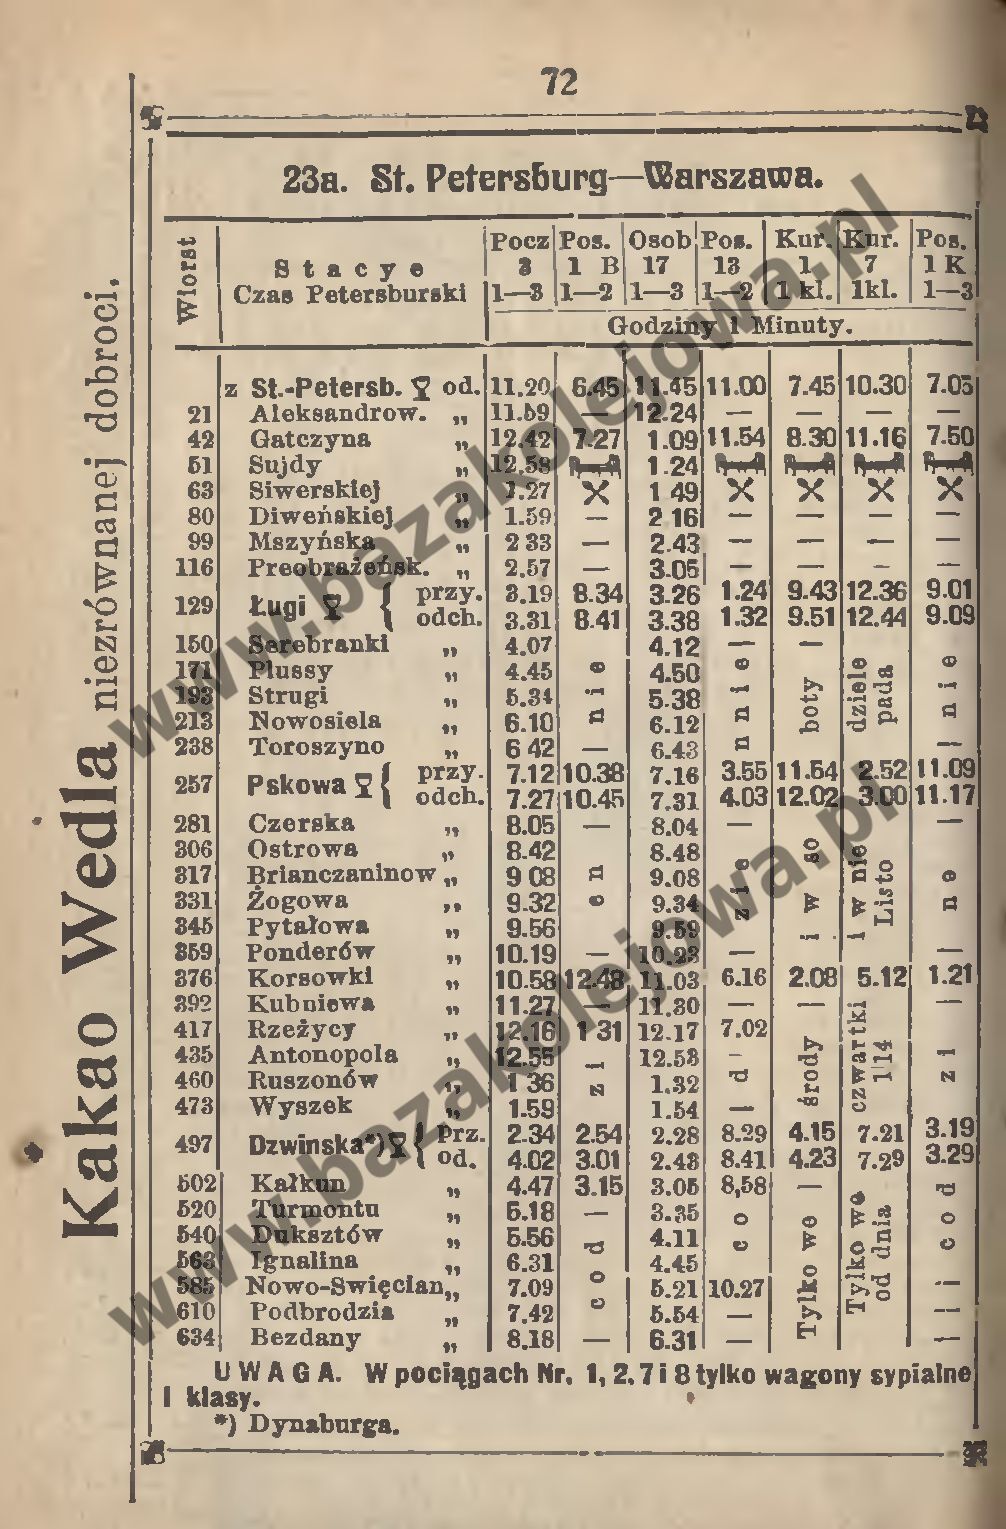 72
23a. St. Petersburg—Warszawa.
Wiorst | Stacye Czas Petersburski | Pocz 3 1—3 | Pos. 1 B 1—2 | Osob 17 1—3 | Pos. 13 1—2 | Kur. 1 1 kl. | Kur. 7 1kl. | Pos. 1 K 1—3
Godziny i Minuty.
z St.-Petersb. od. 11.20 6.45 11.45 11.00 7.45 10.30 7.05
21 Aleksandrow. „ 11.59 — 12.24 — — — —
42 Gatczyna „ 12.42 7.27 1.09 11.54 8.30 11.16 7.50
51 Sujdy „ 12.58 1.24
63 Siwerskiej „ 1.27 1 49
80 Diweńskiej „ 1.59 — 2 16 — — — —
99 Mszyńska „ 2 33 — 2.43 — — — —
116 Preobrażeńsk. „ 2.57 — 3.05 — — — —
129 Ługi { przy. 3.19 8.34 3.26 1.24 9.43 12.36 9.01
odch. 3.31 8.41 3.38 1.32 9.51 12.44 9.09
150 Serebranki „ 4.07 4.12 — —
171 Plussy „ 4.45 4.50
193 Strugi „ 5.34 5.38
213 Nowosiela „ 6.10 6.12
238 Toroszyno „ 6 42 — 6.43 —
257 Pskowa { przy. 7.12 10.38 7.16 3.55 11.54 2.52 11.09
odch. 7.27 10.45 7.31 4.03 12.02 3.00 11.17
281 Czerska „ 8.05 — 8.04 — —
306 Ostrowa „ 8.42 8.48
317 Brianczaninow „ 9 08 9.08
331 Żogowa „ 9.32 9.34
345 Pytałowa „ 9.56 9.59
359 Ponderów „ 10.19 — 10.23 — —
376 Korsowki „ 10.58 12.48 11.03 6.16 2.08 5.12 1.21
392 Kubniewa „ 11.27 — 11.30 — — —
417 Rzeżycy „ 12.16 1 31 12.17 7.02
435 Antonopola „ 12.55 12.53
460 Ruszonów „ 1 36 1.32
473 Wyszek „ 1.59 1.54 —
497 Dzwinska*) { Prz. 2.34 2.54 2.28 8.29 4.15 7.21 3.19
od. 4.02 3.01 2.43 8.41 4.23 7.29 3.29
502 Kałkun „ 4.47 3.15 3.05 8,58 —
520 Turmontu „ 5.18 — 3.35
540 Duksztów „ 5.56 4.11
563 Ignalina „ 6.31 4.45
585 Nowo-Swięcian „ 7.09 5.21 10.27
610 Podbrodzia „ 7.42 5.54 — —
634 Bezdany „ 8.18 — 6.31 — —
codziennie
codziennie
Tylko we środy i w soboty
Tylko we czwartki i w niedziele
od dnia 1|14 Listopada
codziennie
UWAGA. W pociągach Nr. 1, 2, 7 i 8 tylko wagony sypialne
I klasy.
*) Dynaburga.
Kakao Wedla niezrównanej dobroci.
www.bazakolejowa.pl
www.bazakolejowa.pl